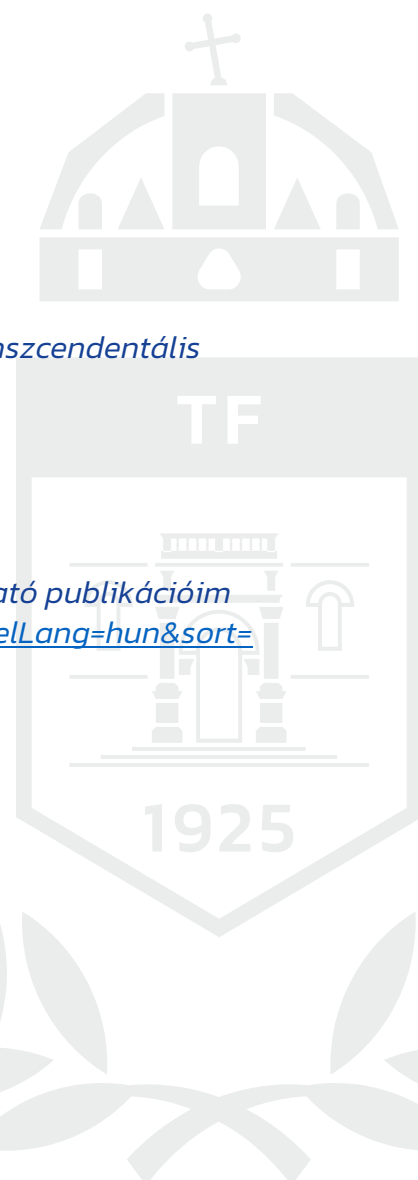 nszcendentális
TF
ató publikációim
elLang=hun&sort=
1925